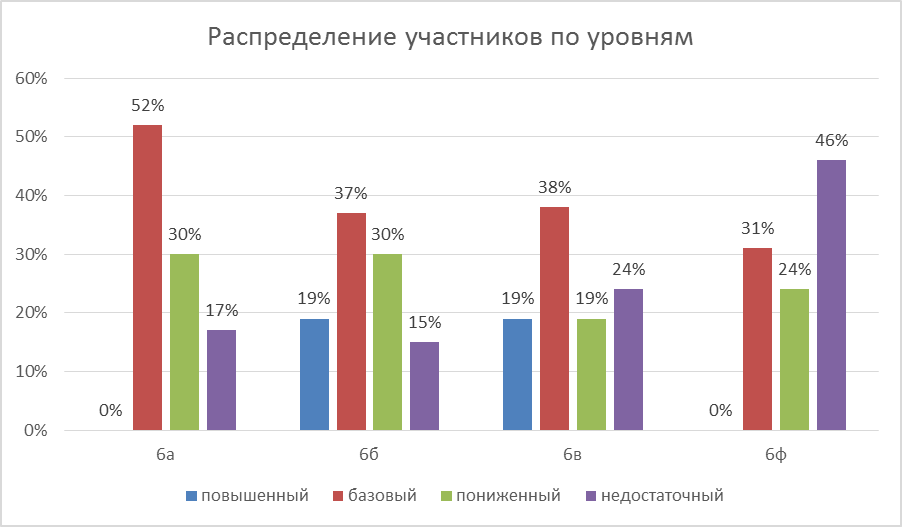 Распределение участников по уровням
60%
50%
40%
30%
20%
10%
0%
0% 52% 30% 17%
19% 37% 30% 15%
19% 38% 19% 24%
0% 31% 24% 46%
6а 6б 6в 6ф
повышенный базовый пониженный недостаточный